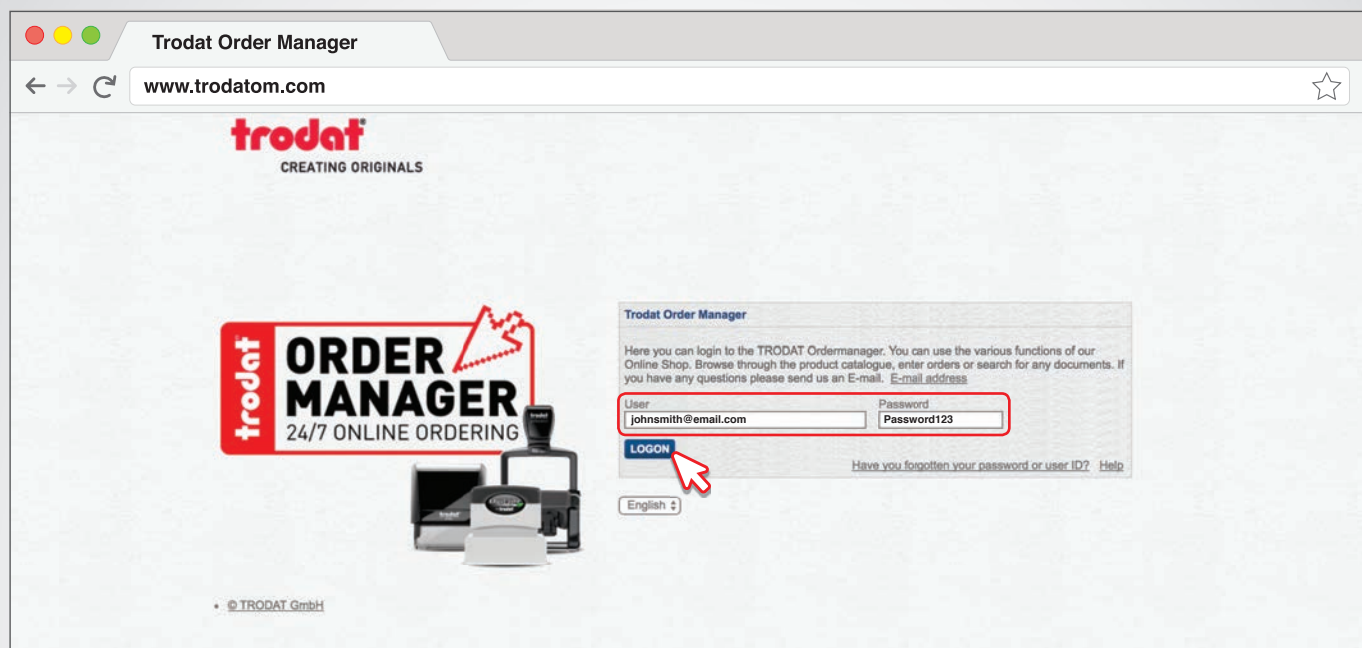 Trodat Order Manager
www.trodatom.com
trodat®
CREATING ORIGINALS
trodat
ORDER
MANAGER
24/7 ONLINE ORDERING
trodat
trodat
Trodat Order Manager
Here you can login to the TRODAT Ordermanager. You can use the various functions of our
Online Shop. Browse through the product catalogue, enter orders or search for any documents. If
you have any questions please send us an E-mail. E-mail address
User Password
johnsmith@email.com Password123
LOGON
Have you forgotten your password or user ID? Help
English
• © TRODAT GmbH